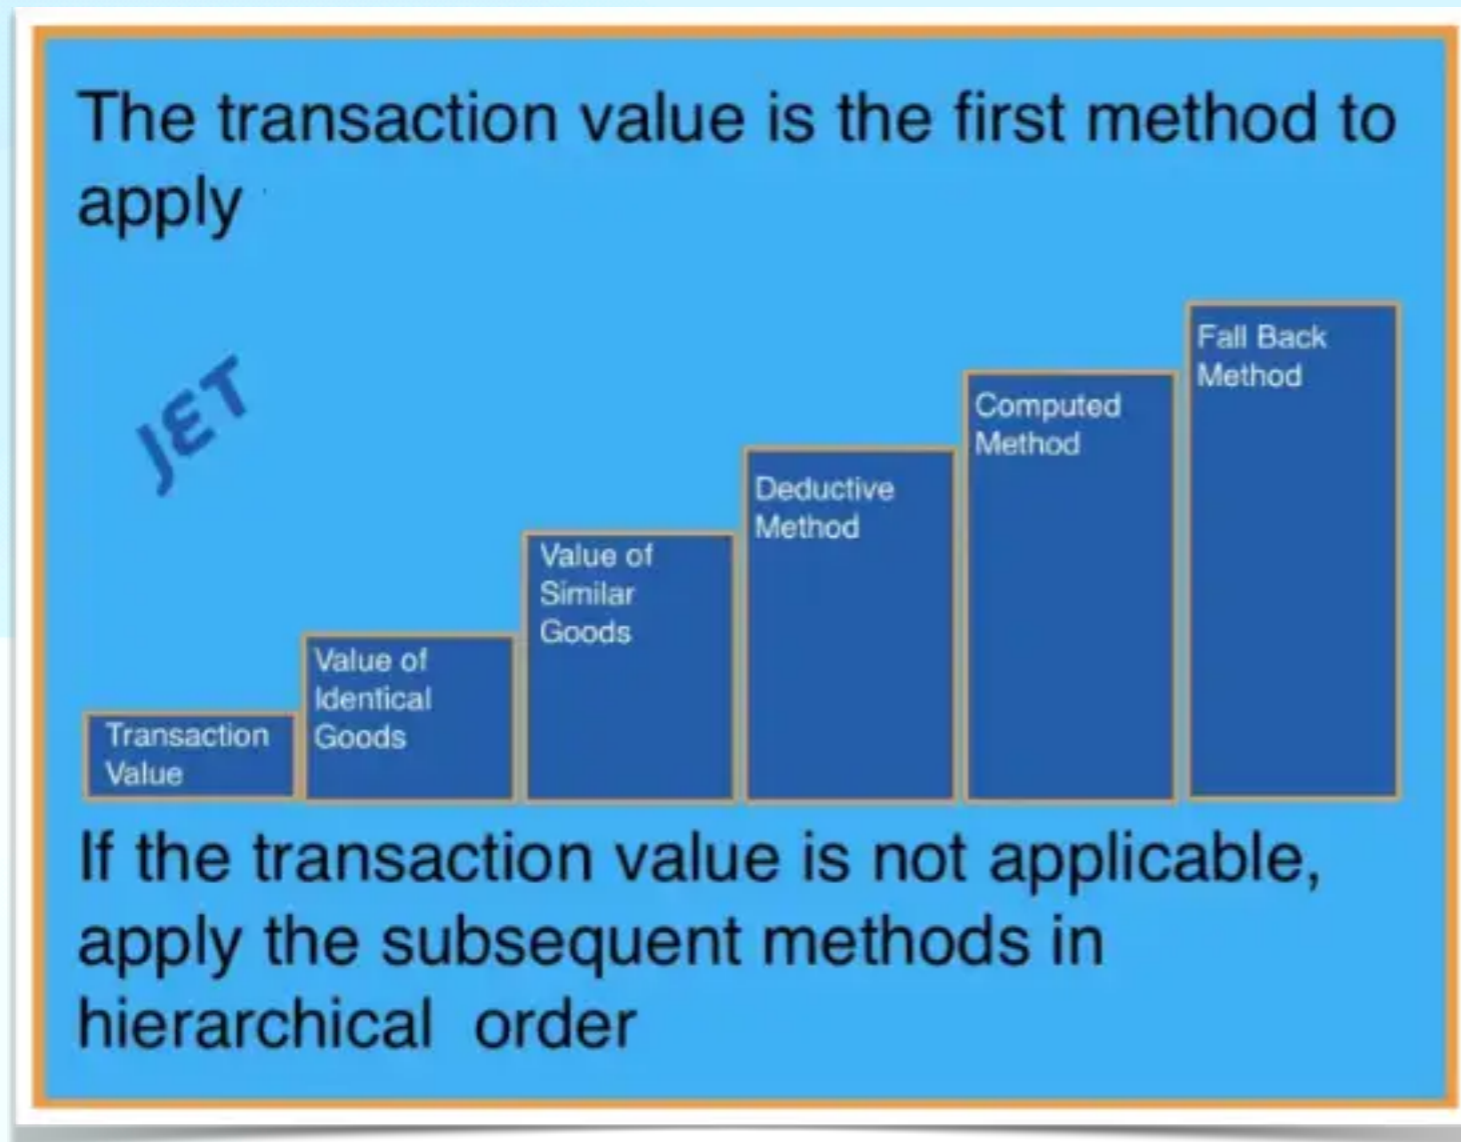 The transaction value is the first method to
apply
JET
Transaction
Value
Value of
Identical
Goods
Value of
Similar
Goods
Deductive
Method
Computed
Method
Fall Back
Method
If the transaction value is not applicable,
apply the subsequent methods in
hierarchical order